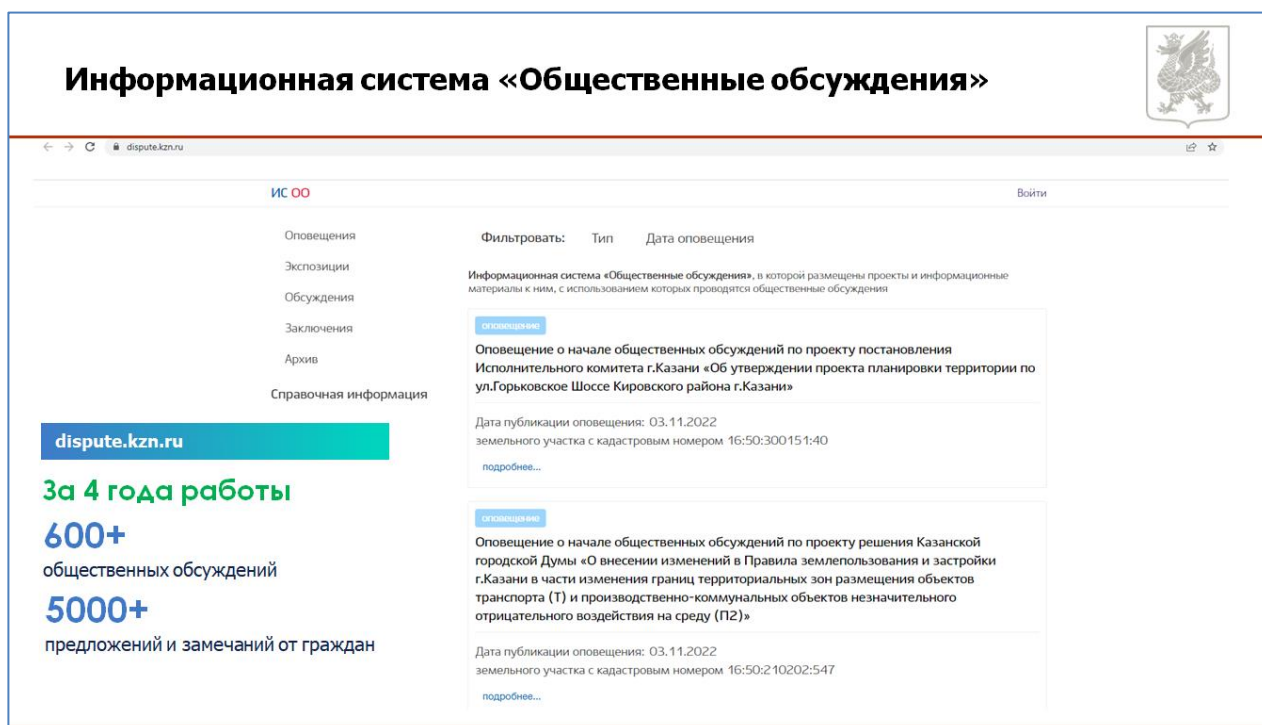 Информационная система «Общественные обсуждения»
dispute.kzn.ru
ИС ОО
Войти
Оповещения
Экспозиции
Обсуждения
Заключения
Архив
Справочная информация
dispute.kzn.ru
За 4 года работы
600+
общественных обсуждений
5000+
предложений и замечаний от граждан
Фильтровать: Тип Дата оповещения
Информационная система «Общественные обсуждения», в которой размещены проекты и информационные
материалы к ним, с использованием которых проводятся общественные обсуждения
оповещение
Оповещение о начале общественных обсуждений по проекту постановления
Исполнительного комитета г.Казани «Об утверждении проекта планировки территории по
ул.Горьковское Шоссе Кировского района г.Казани»
Дата публикации оповещения: 03.11.2022
земельного участка с кадастровым номером 16:50:300151:40
подробнее...
оповещение
Оповещение о начале общественных обсуждений по проекту решения Казанской
городской Думы «О внесении изменений в Правила землепользования и застройки
г.Казани в части изменения границ территориальных зон размещения объектов
транспорта (Т) и производственно-коммунальных объектов незначительного
отрицательного воздействия на среду (П2)»
Дата публикации оповещения: 03.11.2022
земельного участка с кадастровым номером 16:50:210202:547
подробнее...